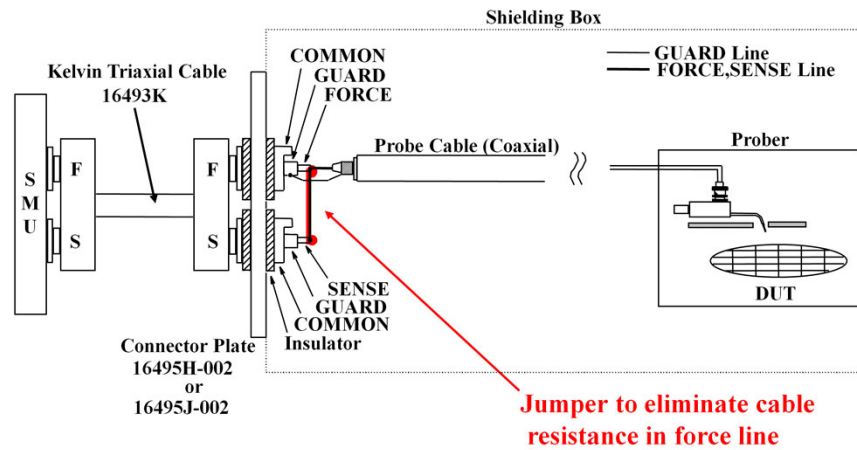 Shielding Box
COMMON
GUARD
FORCE
GUARD Line
FORCE,SENSE Line
Kelvin Triaxial Cable
16493K
Probe Cable (Coaxial)
Prober
S
M
U
F
F
S
S
SENSE
GUARD
COMMON
Insulator
DUT
Connector Plate
16495H-002
or
16495J-002
Jumper to eliminate cable
resistance in force line